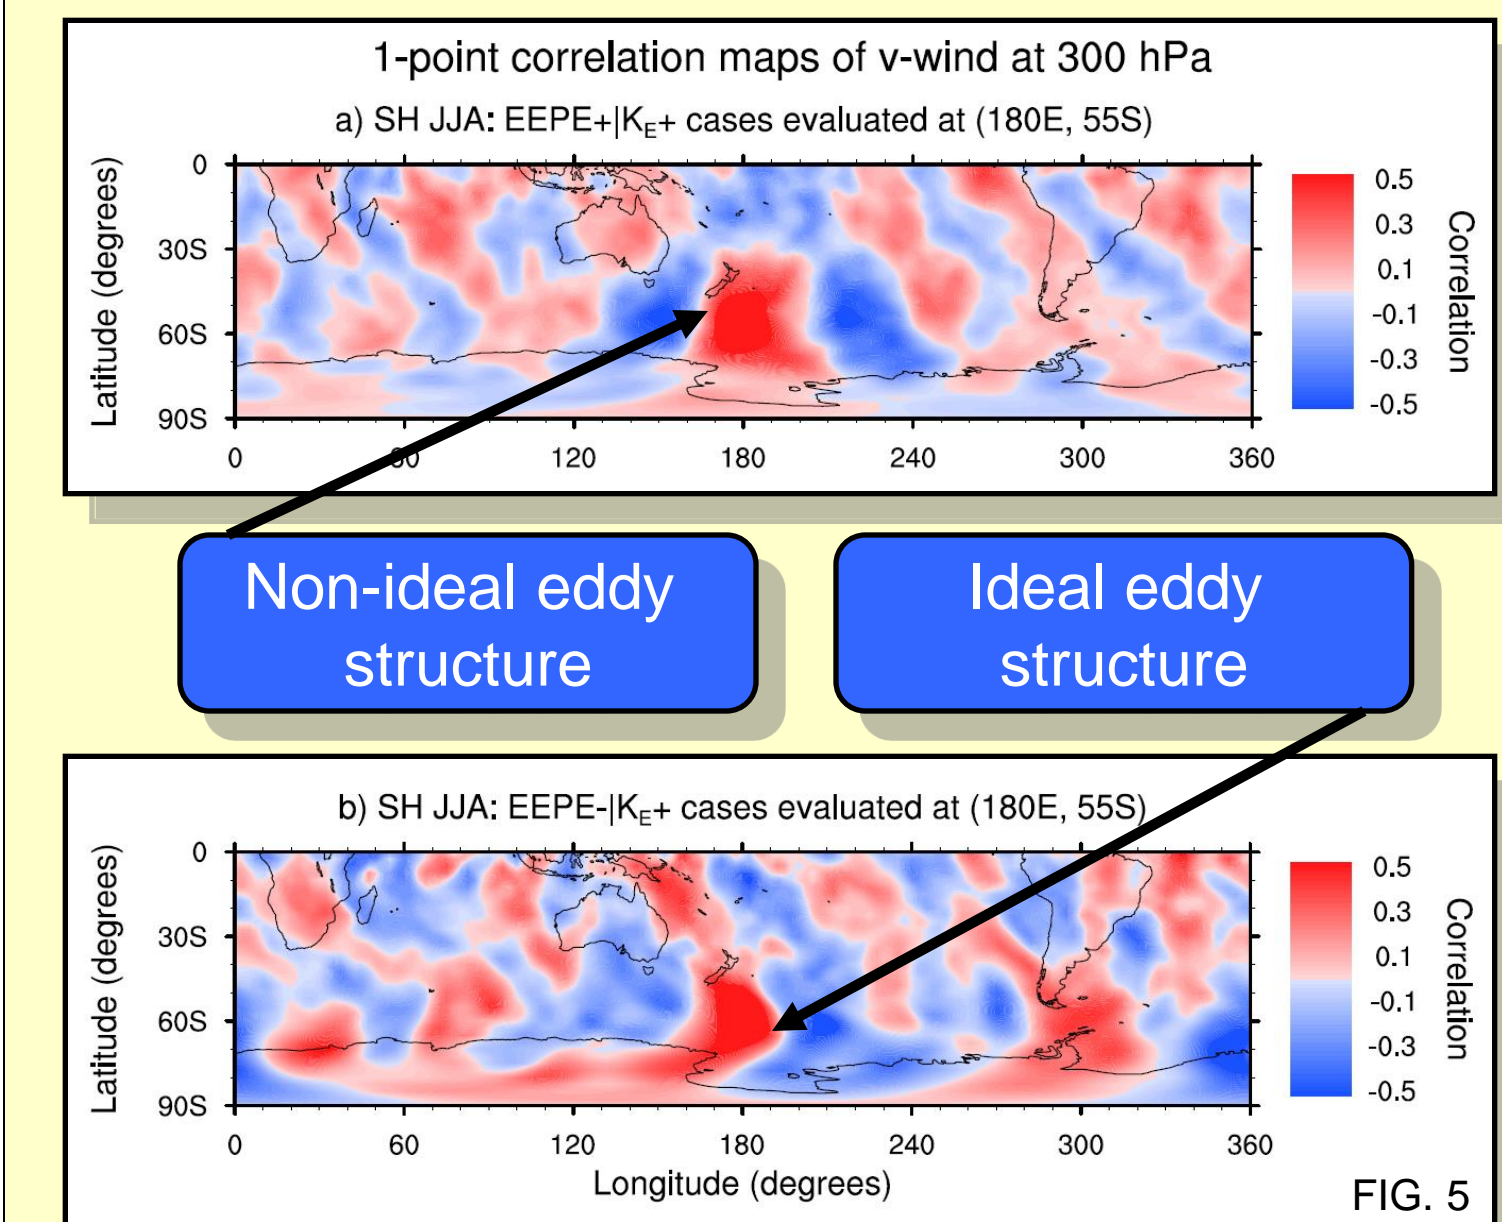 1-point correlation maps of v-wind at 300 hPa
a) SH JJA: EEPE+|K_E+ cases evaluated at (180E, 55S)
Latitude (degrees)
0
30S
60S
90S
0 60 120 180 240 300 360
0.5
0.3
0.1
-0.1
-0.3
-0.5
Correlation
Non-ideal eddy
structure
Ideal eddy
structure
b) SH JJA: EEPE-|K_E+ cases evaluated at (180E, 55S)
Latitude (degrees)
0
30S
60S
90S
0 60 120 180 240 300 360
Longitude (degrees)
0.5
0.3
0.1
-0.1
-0.3
-0.5
Correlation
FIG. 5